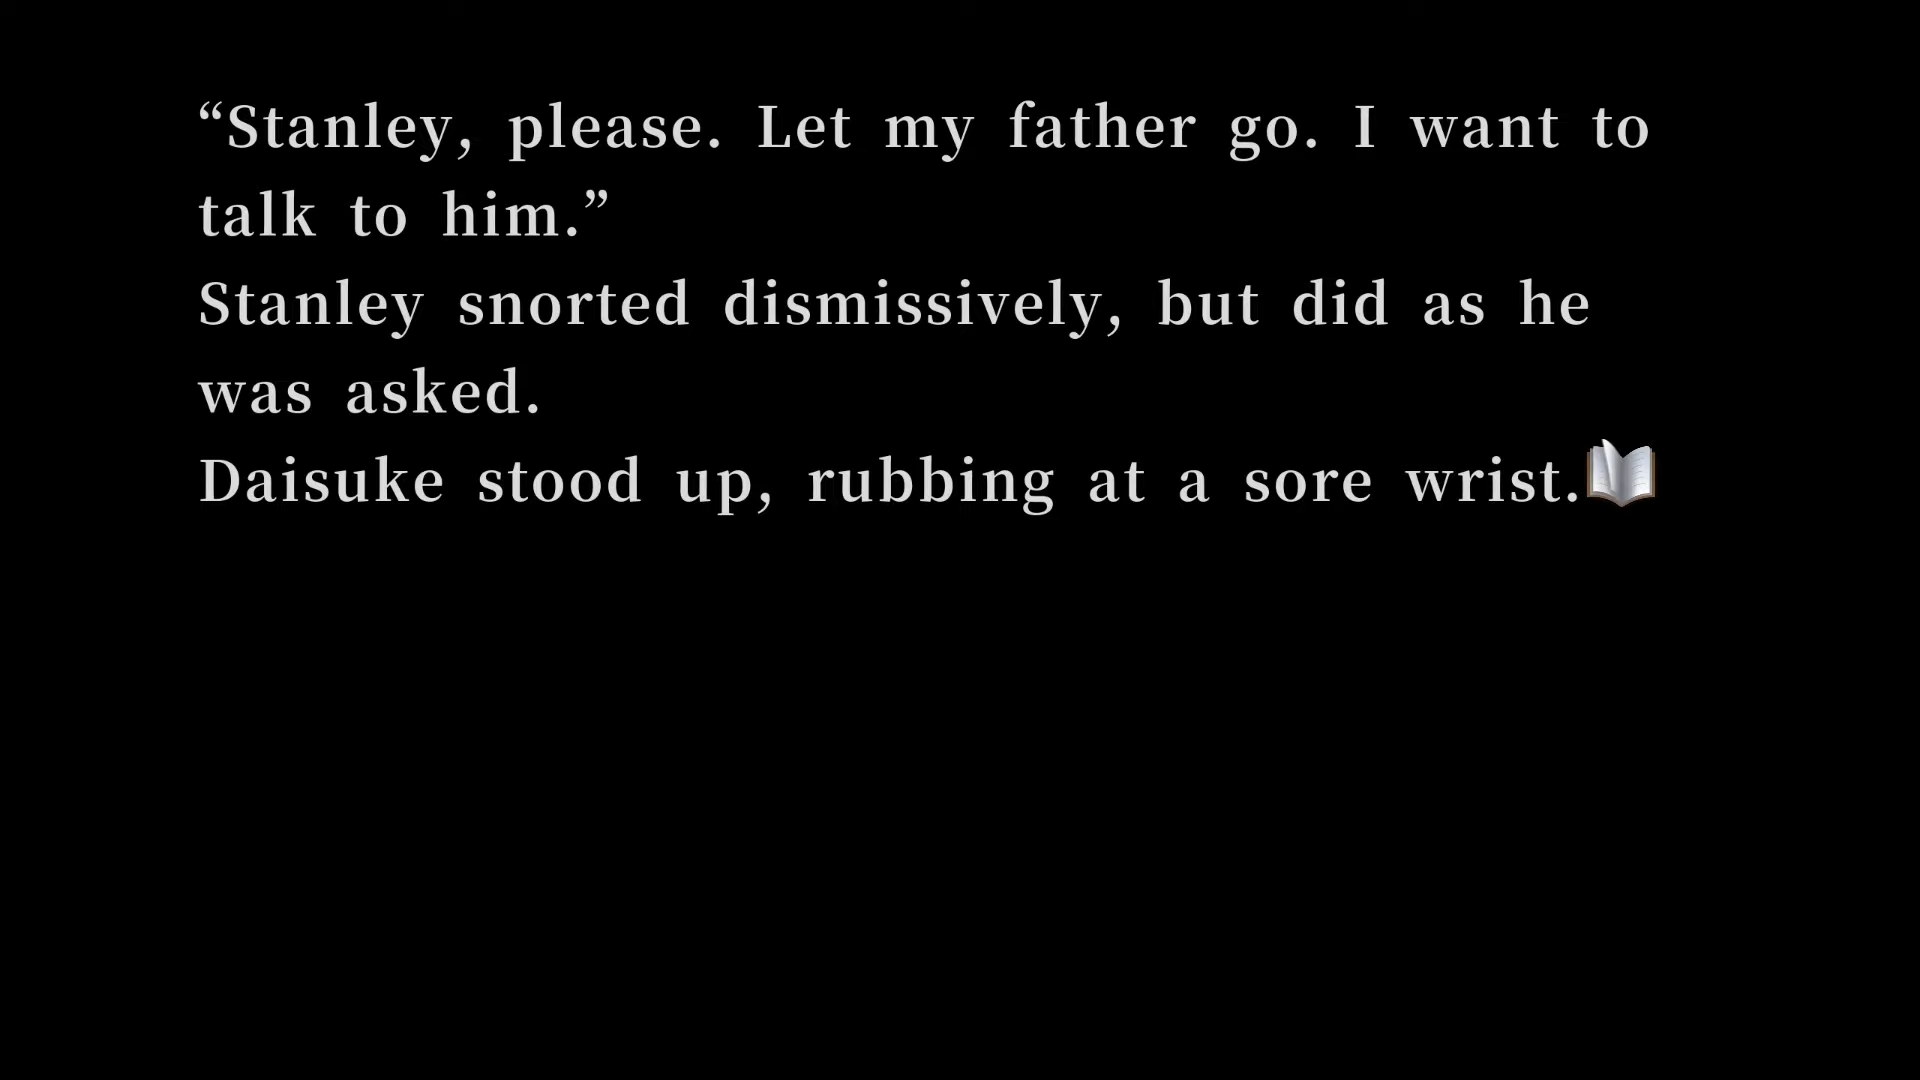 “Stanley, please. Let my father go. I want to
talk to him.”
Stanley snorted dismissively, but did as he
was asked.
Daisuke stood up, rubbing at a sore wrist.